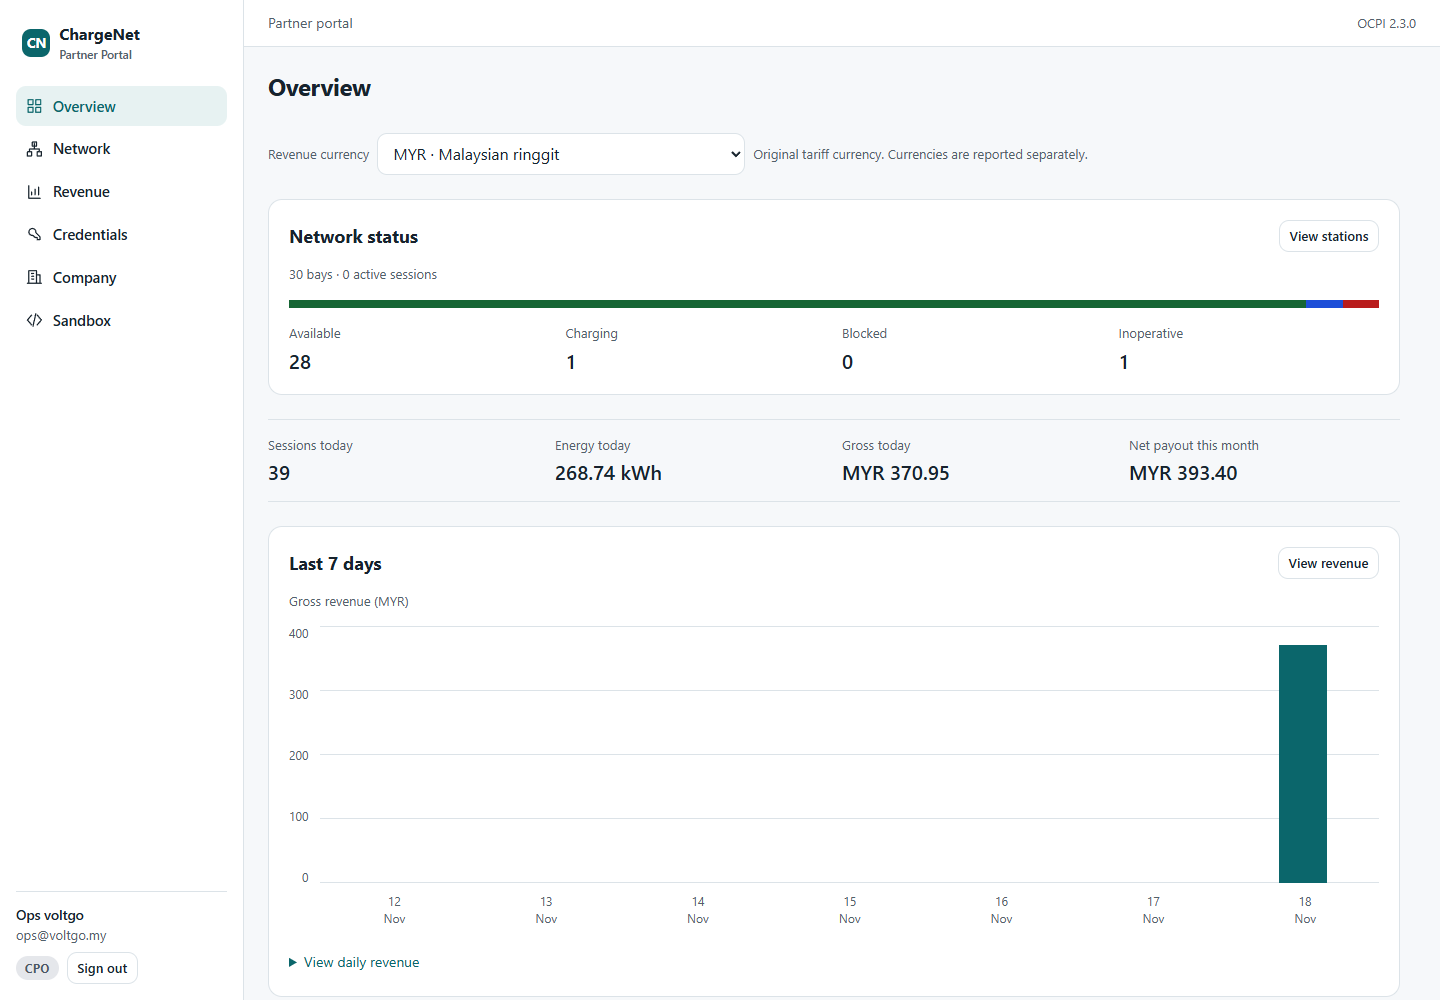 CN
ChargeNet
Partner Portal
Overview
Network
Revenue
Credentials
Company
Sandbox
Ops voltgo
ops@voltgo.my
CPO
Sign out
Partner portal
OCPI 2.3.0
Overview
Revenue currency
MYR · Malaysian ringgit
Original tariff currency. Currencies are reported separately.
Network status
View stations
30 bays · 0 active sessions
Available
Charging
Blocked
Inoperative
28
1
0
1
Sessions today
Energy today
Gross today
Net payout this month
39
268.74 kWh
MYR 370.95
MYR 393.40
Last 7 days
View revenue
Gross revenue (MYR)
400
300
200
100
0
12
Nov
13
Nov
14
Nov
15
Nov
16
Nov
17
Nov
18
Nov
View daily revenue